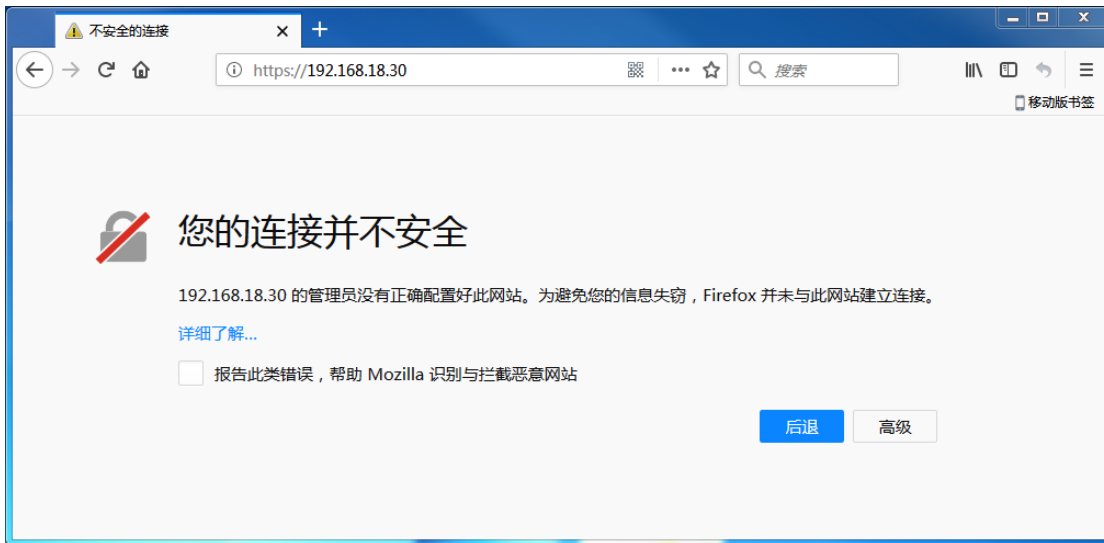 不安全的连接
https://192.168.18.30
搜索
移动版书签
您的连接并不安全
192.168.18.30 的管理员没有正确配置好此网站。为避免您的信息失窃，Firefox 并未与此网站建立连接。
详细了解...
报告此类错误，帮助 Mozilla 识别与拦截恶意网站
后退
高级